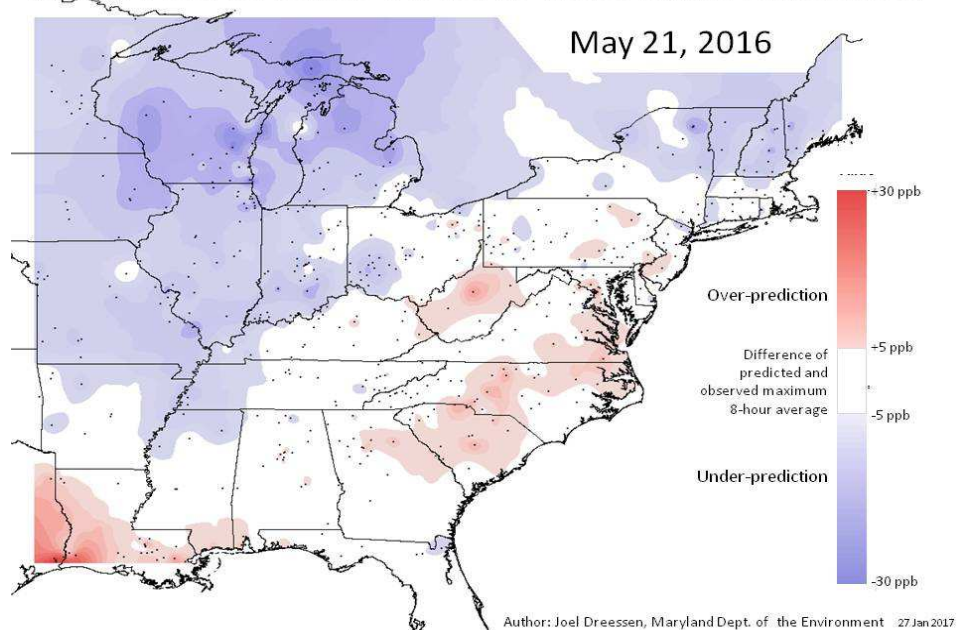 May 21, 2016
+30 ppb
Over-prediction
+5 ppb
Difference of
predicted and
observed maximum
8-hour average
-5 ppb
Under-prediction
-30 ppb
Author: Joel Dreessen, Maryland Dept. of the Environment 27 Jan 2017